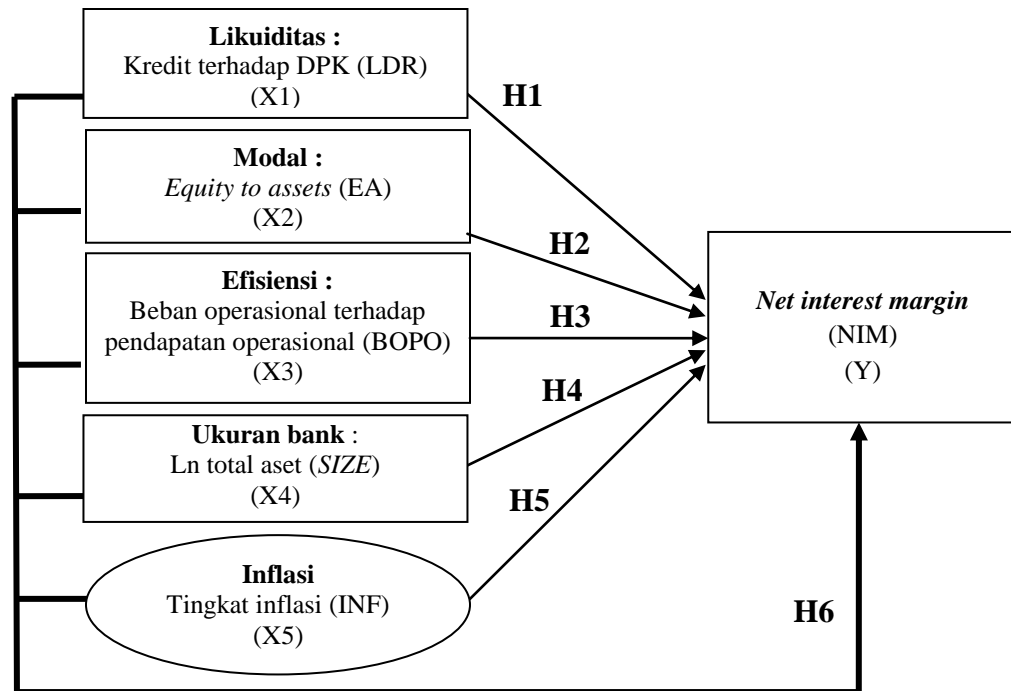 Likuiditas :
Kredit terhadap DPK (LDR)
(X1)
H1
Modal :
Equity to assets (EA)
(X2)
H2
Efisiensi :
Beban operasional terhadap
pendapatan operasional (BOPO)
(X3)
H3
Net interest margin
(NIM)
(Y)
Ukuran bank :
Ln total aset (SIZE)
(X4)
H4
Inflasi
Tingkat inflasi (INF)
(X5)
H5
H6